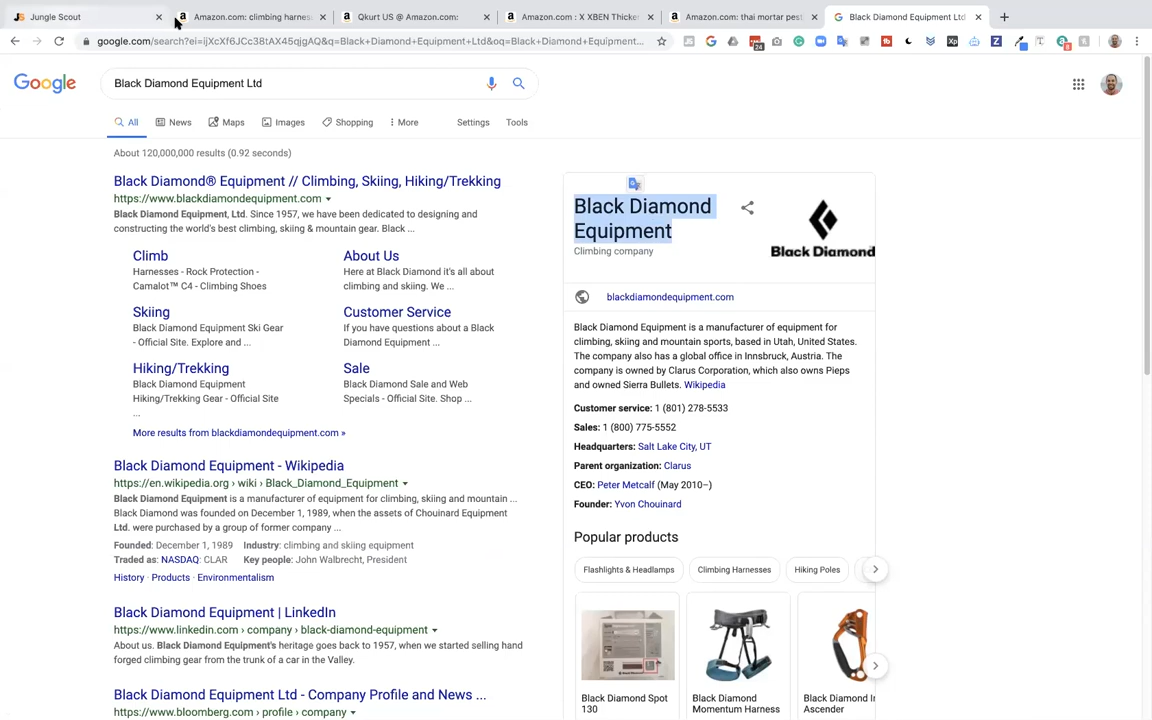 Jungle Scout
Amazon.com: climbing harness
Qkurt US @ Amazon.com:
Amazon.com : X XBEN Thicke
Amazon.com: thai mortar pest
Black Diamond Equipment Ltd
google.com/search?ei=ijXcXf6JCc38tAX45qjgAQ&q=Black+Diamond+Equipment+Ltd&oq=Black+Diamond+Equipment...
24
Xp
8
Google
Black Diamond Equipment Ltd
All
News
Maps
Images
Shopping
More
Settings
Tools
About 120,000,000 results (0.92 seconds)
Black Diamond® Equipment // Climbing, Skiing, Hiking/Trekking
https://www.blackdiamondequipment.com
Black Diamond Equipment, Ltd. Since 1957, we have been dedicated to designing and
constructing the world's best climbing, skiing & mountain gear. Black ...
Climb
Harnesses - Rock Protection -
Camalot™ C4 - Climbing Shoes
About Us
Here at Black Diamond it's all about
climbing and skiing. We ...
Skiing
Black Diamond Equipment Ski Gear
- Official Site. Explore and ...
Customer Service
If you have questions about a Black
Diamond Equipment ...
Hiking/Trekking
Black Diamond Equipment
Hiking/Trekking Gear - Official Site
...
Sale
Black Diamond Sale and Web
Specials - Official Site. Shop ...
More results from blackdiamondequipment.com »
Black Diamond Equipment - Wikipedia
https://en.wikipedia.org › wiki › Black_Diamond_Equipment
Black Diamond Equipment is a manufacturer of equipment for climbing, skiing and mountain ...
Black Diamond was founded on December 1, 1989, when the assets of Chouinard Equipment
Ltd. were purchased by a group of former company ...
Founded: December 1, 1989 Industry: climbing and skiing equipment
Traded as: NASDAQ: CLAR Key people: John Walbrecht, President
History · Products · Environmentalism
Black Diamond Equipment | LinkedIn
https://www.linkedin.com › company › black-diamond-equipment
About us. Black Diamond Equipment's heritage goes back to 1957, when we started selling hand
forged climbing gear from the trunk of a car in the Valley.
Black Diamond Equipment Ltd - Company Profile and News ...
https://www.bloomberg.com › profile › company
Black Diamond
Equipment
Climbing company
Black Diamond
blackdiamondequipment.com
Black Diamond Equipment is a manufacturer of equipment for
climbing, skiing and mountain sports, based in Utah, United States.
The company also has a global office in Innsbruck, Austria. The
company is owned by Clarus Corporation, which also owns Pieps
and owned Sierra Bullets. Wikipedia
Customer service: 1 (801) 278-5533
Sales: 1 (800) 775-5552
Headquarters: Salt Lake City, UT
Parent organization: Clarus
CEO: Peter Metcalf (May 2010–)
Founder: Yvon Chouinard
Popular products
Flashlights & Headlamps
Climbing Harnesses
Hiking Poles
Black Diamond Spot
130
Black Diamond
Momentum Harness
Black Diamond In
Ascender